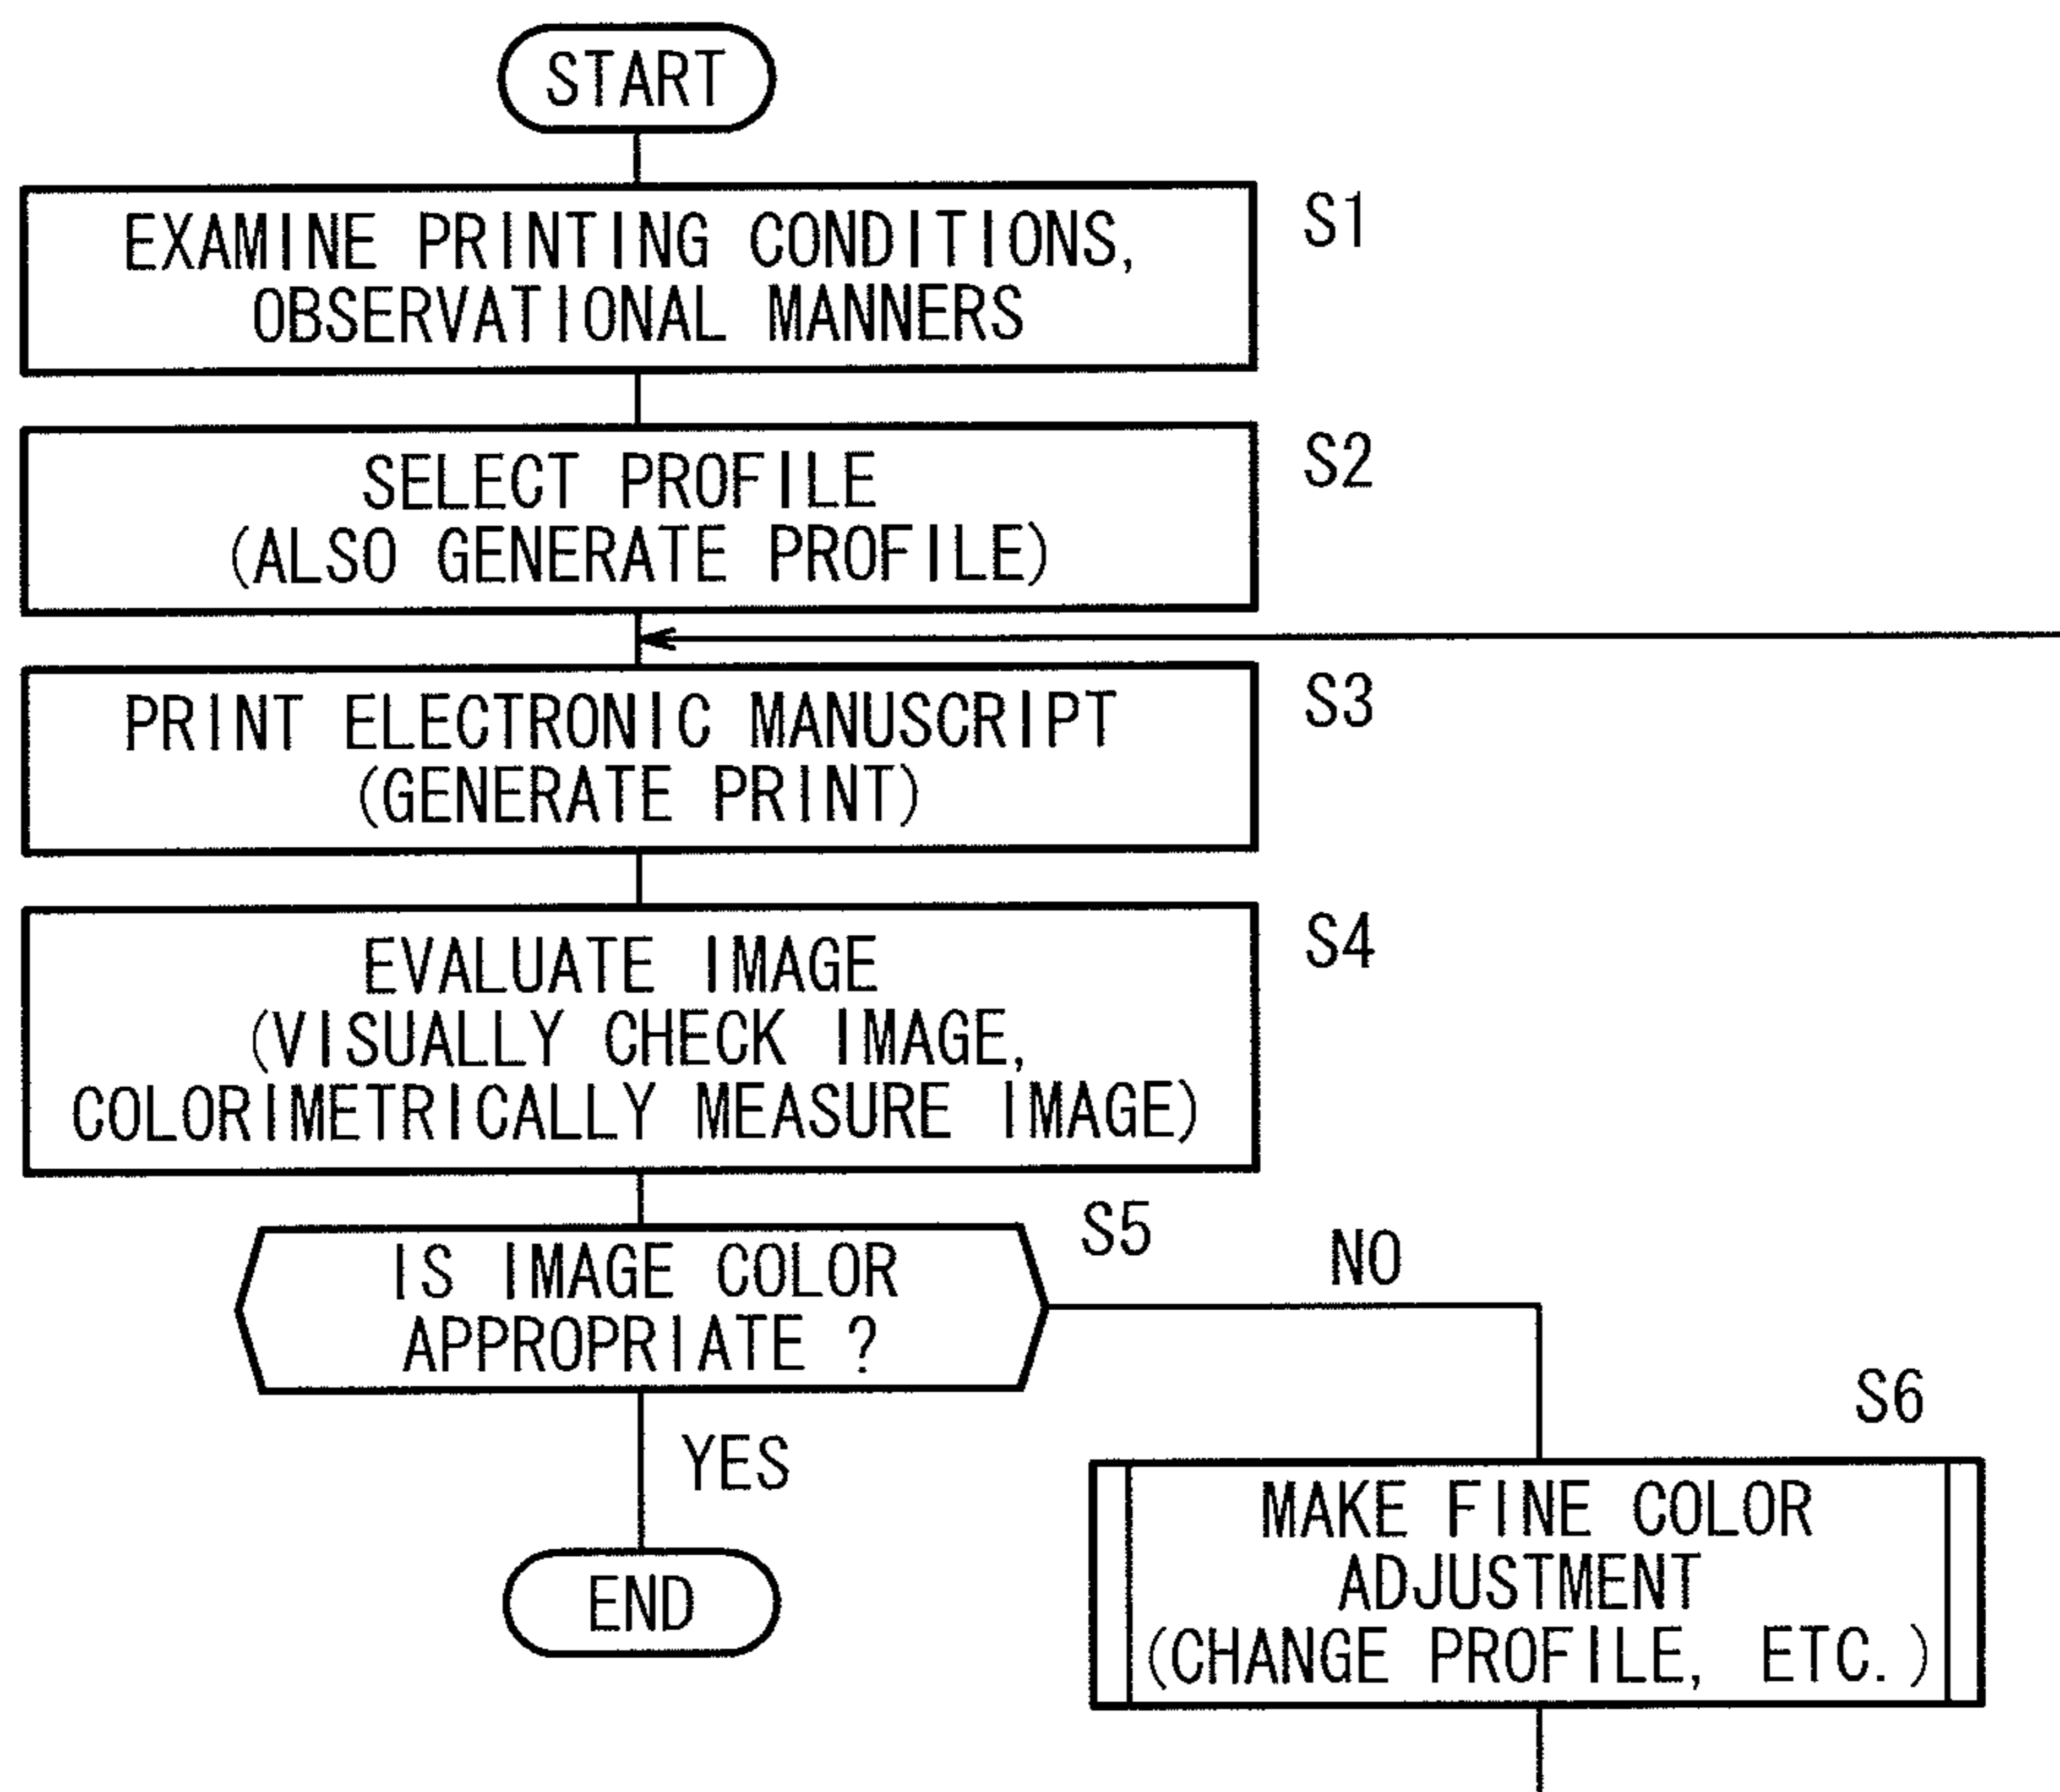 START
EXAMINE PRINTING CONDITIONS,
OBSERVATIONAL MANNERS
S1
SELECT PROFILE
(ALSO GENERATE PROFILE)
S2
PRINT ELECTRONIC MANUSCRIPT
(GENERATE PRINT)
S3
EVALUATE IMAGE
(VISUALLY CHECK IMAGE,
COLORIMETRICALLY MEASURE IMAGE)
S4
IS IMAGE COLOR
APPROPRIATE ?
S5
NO
YES
S6
MAKE FINE COLOR
ADJUSTMENT
(CHANGE PROFILE, ETC.)
END